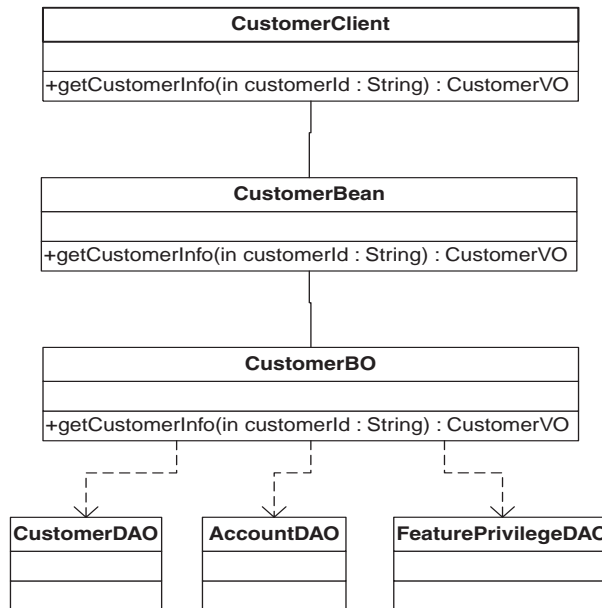 CustomerClient
+getCustomerInfo(in customerId : String) : CustomerVO
CustomerBean
+getCustomerInfo(in customerId : String) : CustomerVO
CustomerBO
+getCustomerInfo(in customerId : String) : CustomerVO
CustomerDAO
AccountDAO
FeaturePrivilegeDAO